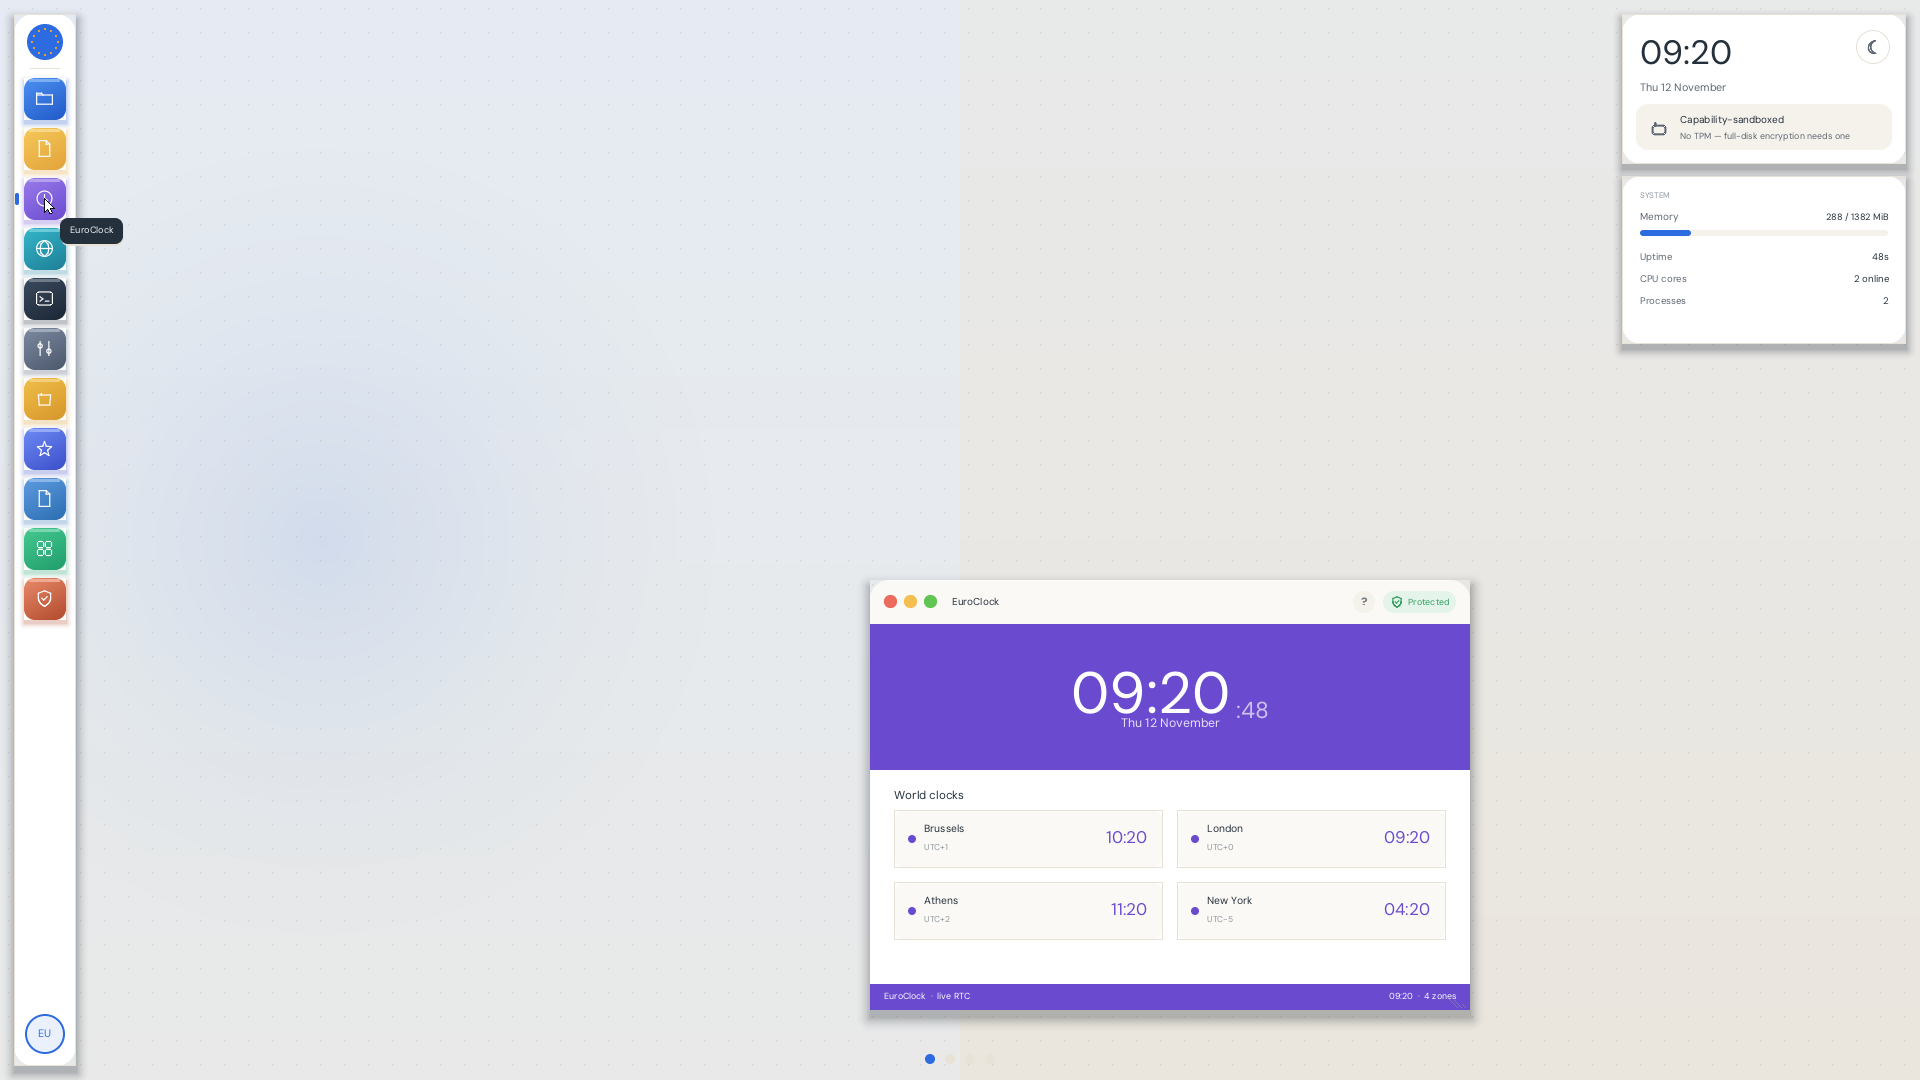 EuroClock
EU
09:20
Thu 12 November
Capability-sandboxed
No TPM — full-disk encryption needs one
SYSTEM
Memory 288 / 1382 MiB
Uptime 48s
CPU cores 2 online
Processes 2
EuroClock ? Protected
09:20 :48
Thu 12 November
World clocks
Brussels 10:20
UTC+1
London 09:20
UTC+0
Athens 11:20
UTC+2
New York 04:20
UTC-5
EuroClock · live RTC 09:20 · 4 zones